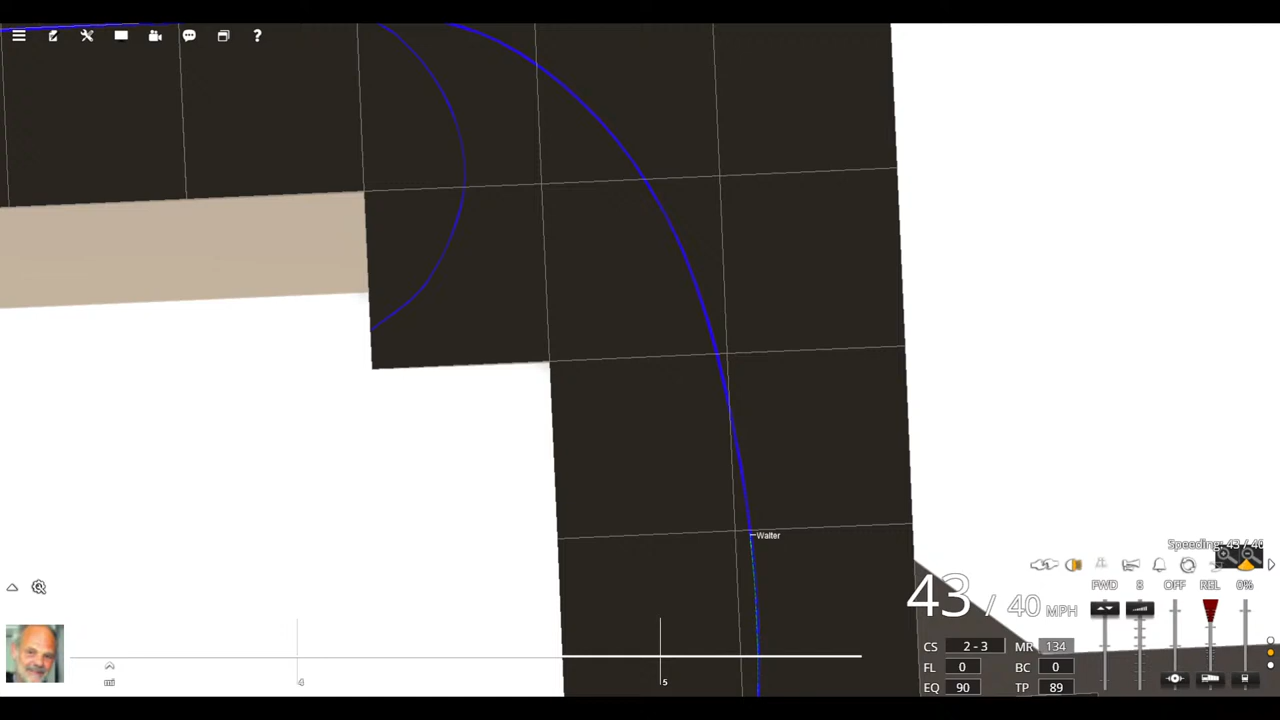 ?
Walter
Speeding: 43 / 40
FWD 8 OFF REL 0%
43 / 40 MPH
CS 2 - 3 MR 134
FL 0 BC 0
EQ 90 TP 89
mi 4 5